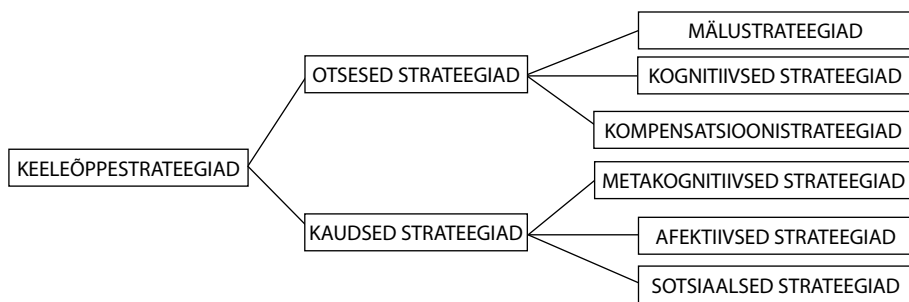 KEELEÕPPESTRATEEGIAD
OTSESED STRATEEGIAD
MÄLUSTRATEEGIAD
KOGNITIIVSED STRATEEGIAD
KOMPENSATSIOONISTRATEEGIAD
KAUDSED STRATEEGIAD
METAKOGNITIIVSED STRATEEGIAD
AFEKTIIVSED STRATEEGIAD
SOTSIAALSED STRATEEGIAD